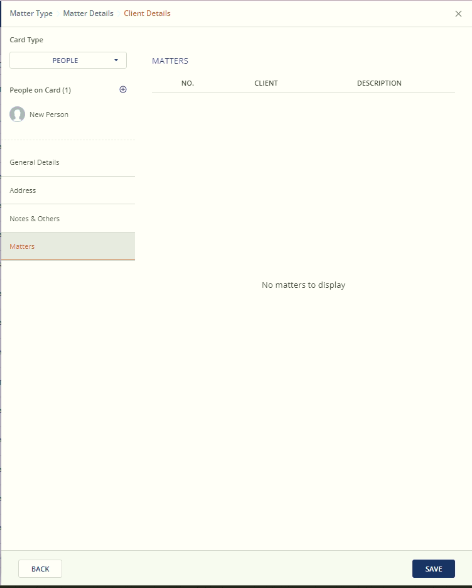 Matter Type Matter Details Client Details
Card Type
PEOPLE
People on Card (1)
New Person
General Details
Address
Notes & Others
Matters
MATTERS
NO. CLIENT DESCRIPTION
No matters to display
BACK SAVE